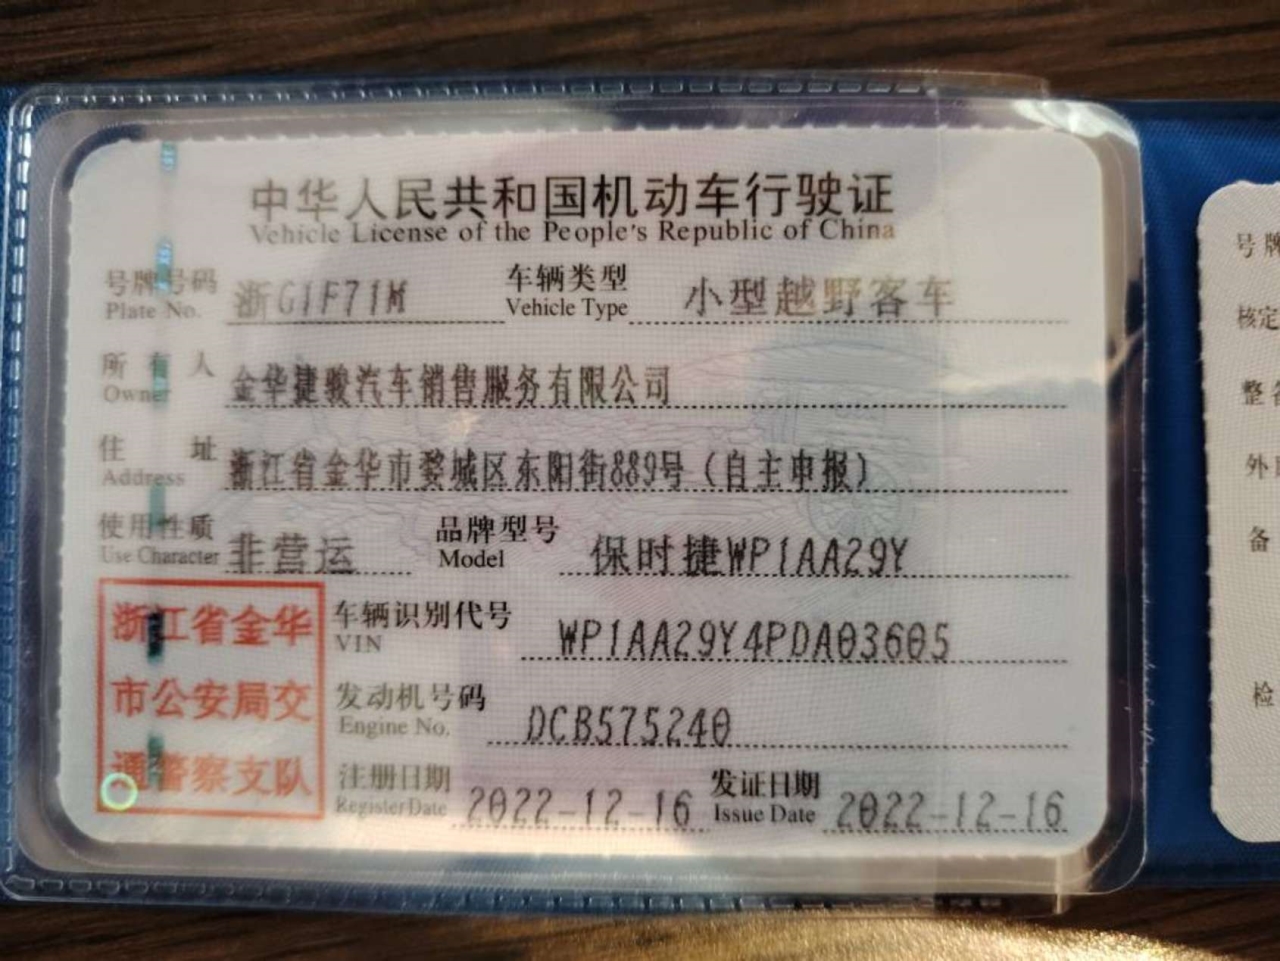 中华人民共和国机动车行驶证
Vehicle License of the People's Republic of China
号牌号码 浙G1F71M 车辆类型 小型越野客车
Plate No. Vehicle Type
所有人 金华捷骏汽车销售服务有限公司
Owner
住址 浙江省金华市婺城区东阳街889号（自主申报）
Address
使用性质 非营运 品牌型号 保时捷WP1AA29Y
Use Character Model
浙江省金华
市公安局交
通警察支队
车辆识别代号 WP1AA29Y4PDA03605
VIN
发动机号码 DCB575240
Engine No.
注册日期 2022-12-16 发证日期 2022-12-16
Register Date Issue Date
号牌
核定
整备
外
备
检